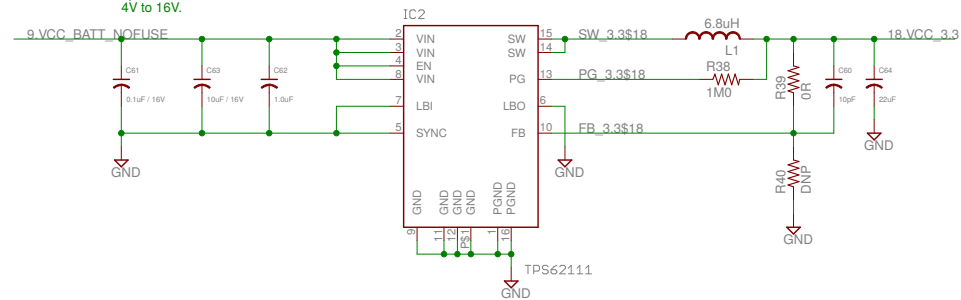 4V to 16V.
IC2
9.VCC_BATT_NOFUSE
2 VIN SW 15
SW_3.3$18
6.8uH
L1
18.VCC_3.3
3 VIN SW 14
4 EN
8 VIN PG 13
PG_3.3$18
R38
1M0
R39
0R
C61
0.1uF / 16V
C63
10uF / 16V
C62
1.0uF
C60
10pF
C64
22uF
7 LBI LBO 6
5 SYNC FB 10
FB_3.3$18
GND
GND
GND
R40
DNP
GND
GND
GND
GND
GND
PGND
PGND
9
11
12
P$1
1
16
TPS62111
GND